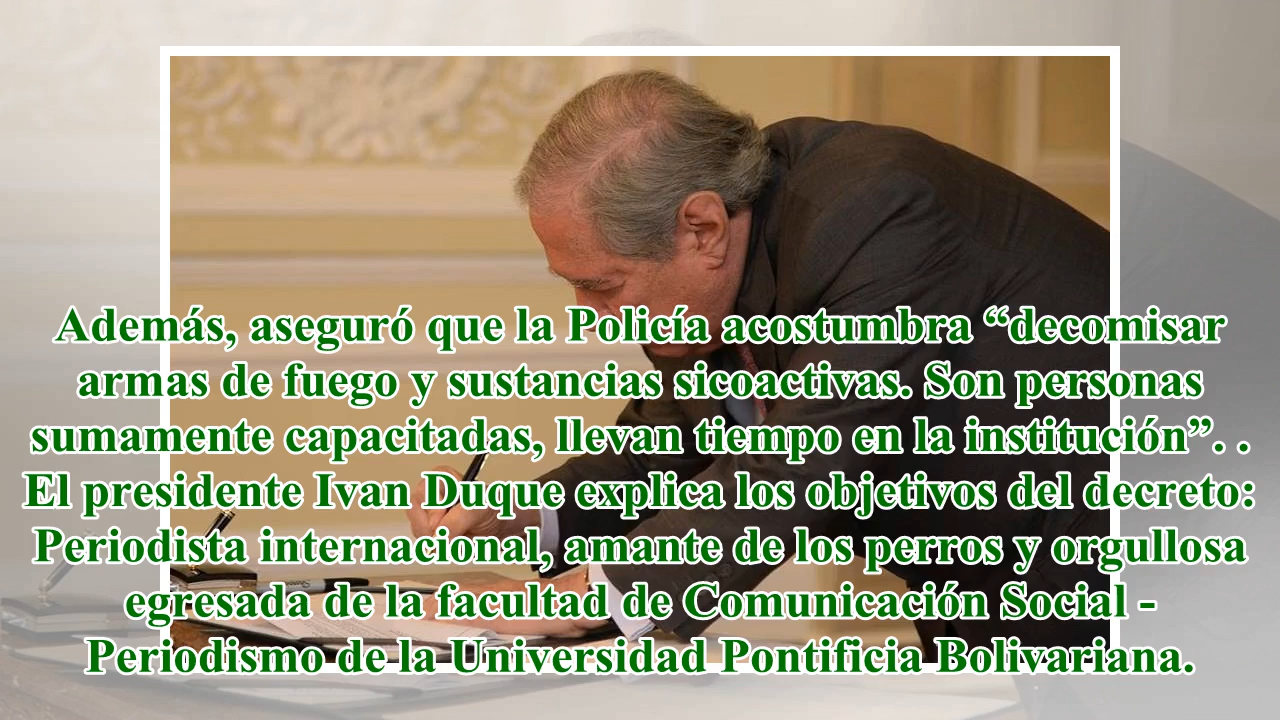 Además, aseguró que la Policía acostumbra “decomisar
armas de fuego y sustancias sicoactivas. Son personas
sumamente capacitadas, llevan tiempo en la institución”. .
El presidente Ivan Duque explica los objetivos del decreto:
Periodista internacional, amante de los perros y orgullosa
egresada de la facultad de Comunicación Social -
Periodismo de la Universidad Pontificia Bolivariana.